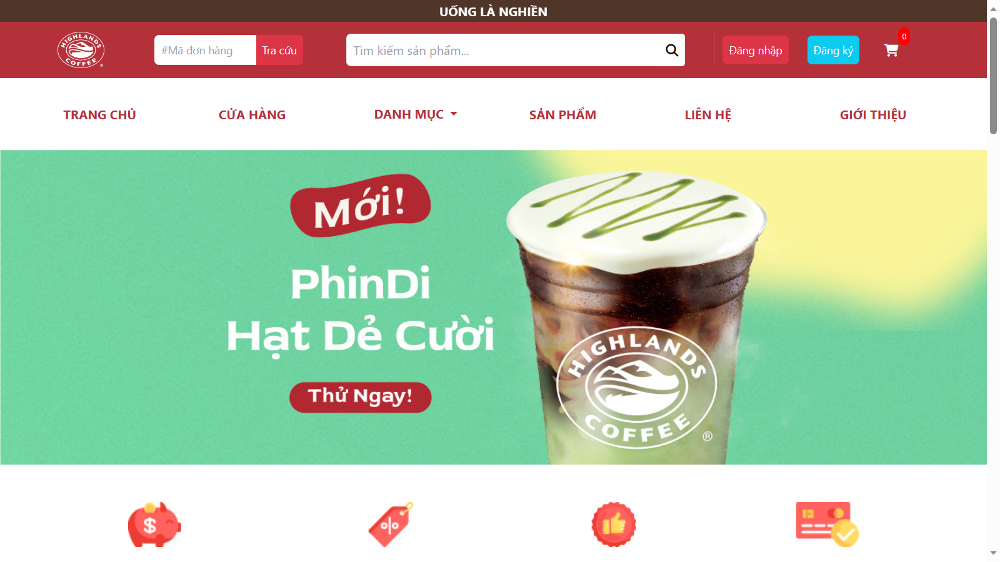 UỐNG LÀ NGHIỀN
HIGHLANDS COFFEE ®
#Mã đơn hàng
Tra cứu
Tìm kiếm sản phẩm...
Đăng nhập
Đăng ký
0
TRANG CHỦ
CỬA HÀNG
DANH MỤC
SẢN PHẨM
LIÊN HỆ
GIỚI THIỆU
Mới!
PhinDi
Hạt Dẻ Cười
Thử Ngay!
HIGHLANDS
COFFEE ®
$
%